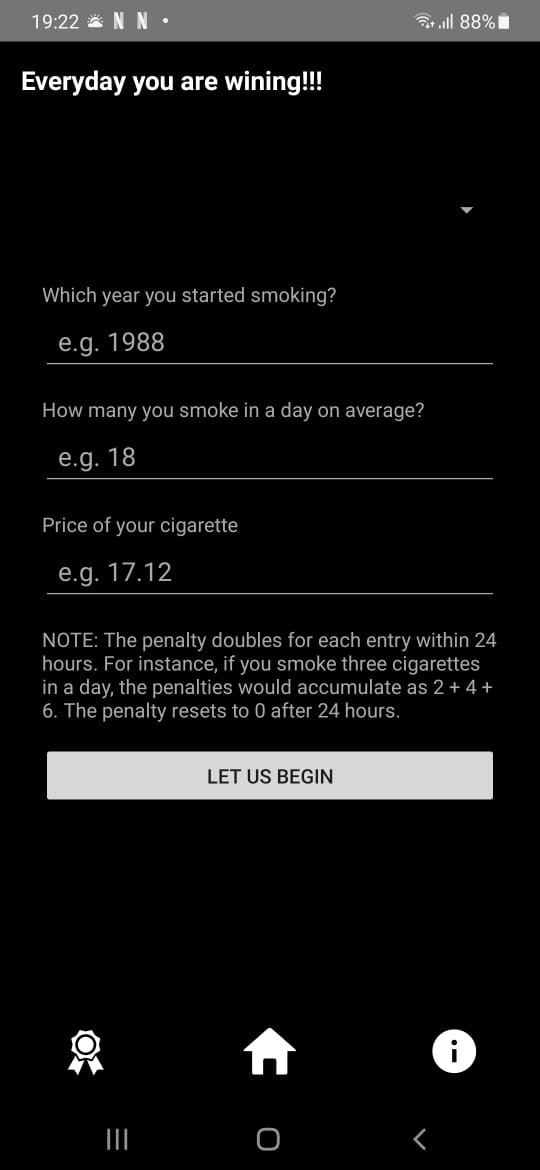 19:22 N N • 88%
Everyday you are wining!!!
Which year you started smoking?
e.g. 1988
How many you smoke in a day on average?
e.g. 18
Price of your cigarette
e.g. 17.12
NOTE: The penalty doubles for each entry within 24
hours. For instance, if you smoke three cigarettes
in a day, the penalties would accumulate as 2 + 4 +
6. The penalty resets to 0 after 24 hours.
LET US BEGIN